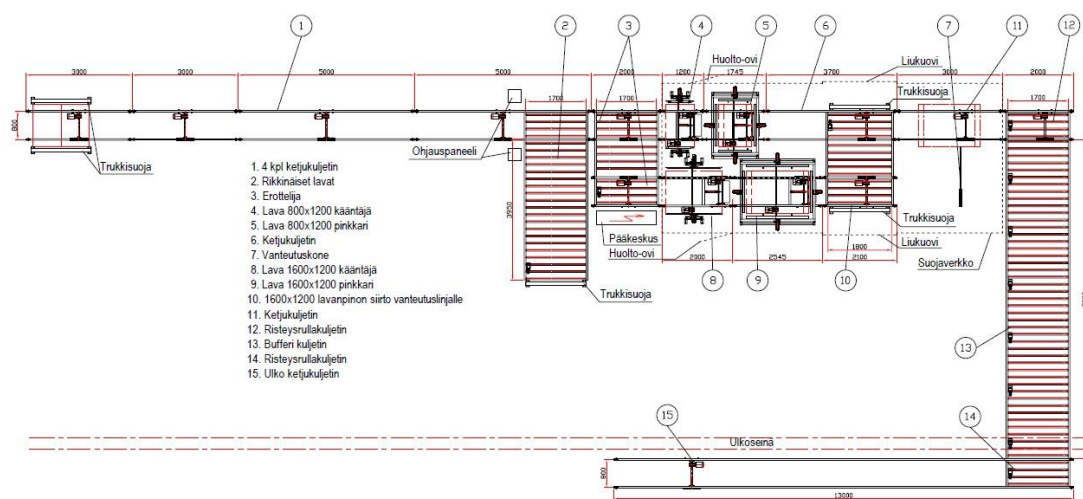 1
2
3
4
5
6
7
11
12
3000
3000
5000
5000
2000
1200
1745
3700
3000
2000
Huolto-ovi
Liukuovi
Trukkisuoja
1700
1700
1700
800
Ohjauspaneeli
Trukkisuoja
3950
1. 4 kpl ketjukuljetin
2. Rikkinäiset lavat
3. Erottelija
4. Lava 800x1200 kääntäjä
5. Lava 800x1200 pinkkari
6. Ketjukuljetin
7. Vanteutuskone
8. Lava 1600x1200 kääntäjä
9. Lava 1600x1200 pinkkari
10. 1600x1200 lavanpinon siirto vanteutuslinjalle
11. Ketjukuljetin
12. Risteysrullakuljetin
13. Bufferi kuljetin
14. Risteysrullakuljetin
15. Ulko ketjukuljetin
Pääkeskus
Huolto-ovi
Trukkisuoja
Liukuovi
Suojaverkko
1800
2000
2545
2100
Trukkisuoja
8
9
10
13
15
14
Ulkoseinä
800
13000